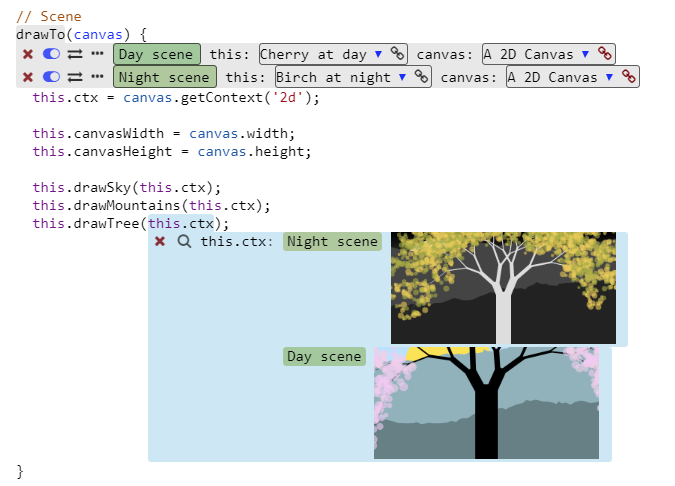 // Scene
drawTo(canvas) {
Day scene this: Cherry at day canvas: A 2D Canvas
Night scene this: Birch at night canvas: A 2D Canvas
this.ctx = canvas.getContext('2d');
this.canvasWidth = canvas.width;
this.canvasHeight = canvas.height;
this.drawSky(this.ctx);
this.drawMountains(this.ctx);
this.drawTree(this.ctx);
this.ctx: Night scene
Day scene
}